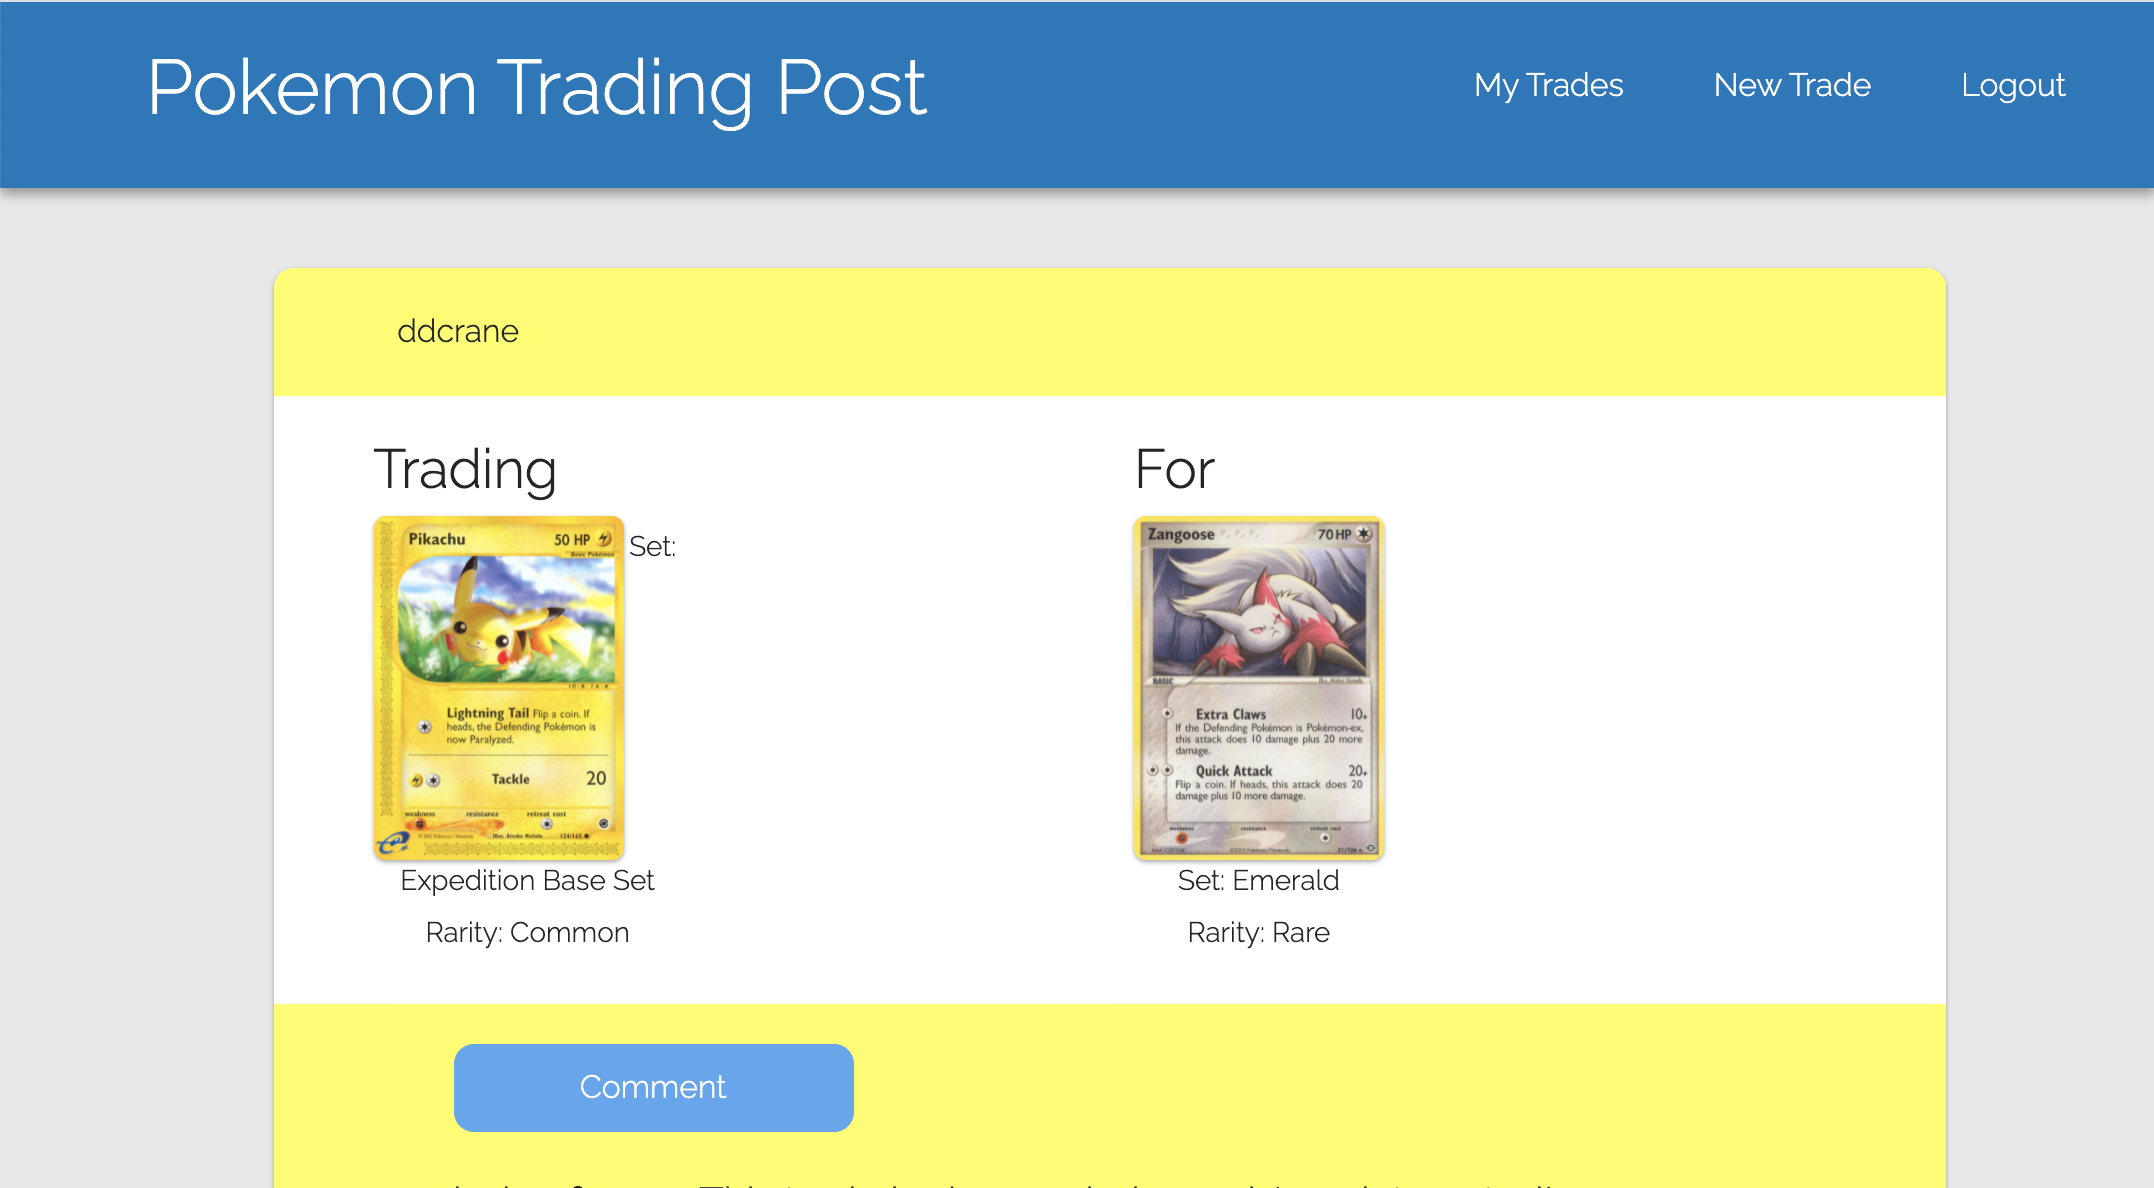 Pokemon Trading Post
My Trades
New Trade
Logout
ddcrane
Trading
For
Pikachu 50 HP
Basic Pokémon
Set:
Lightning Tail Flip a coin. If
heads, the Defending Pokémon is
now Paralyzed.
Tackle 20
weakness resistance retreat cost
124/165
Expedition Base Set
Rarity: Common
Zangoose 70 HP
BASIC
Extra Claws 10+
If the Defending Pokémon is Pokémon-ex,
this attack does 10 damage plus 20 more
damage.
Quick Attack 20+
Flip a coin. If heads, this attack does 20
damage plus 10 more damage.
weakness resistance retreat cost
Set: Emerald
Rarity: Rare
Comment